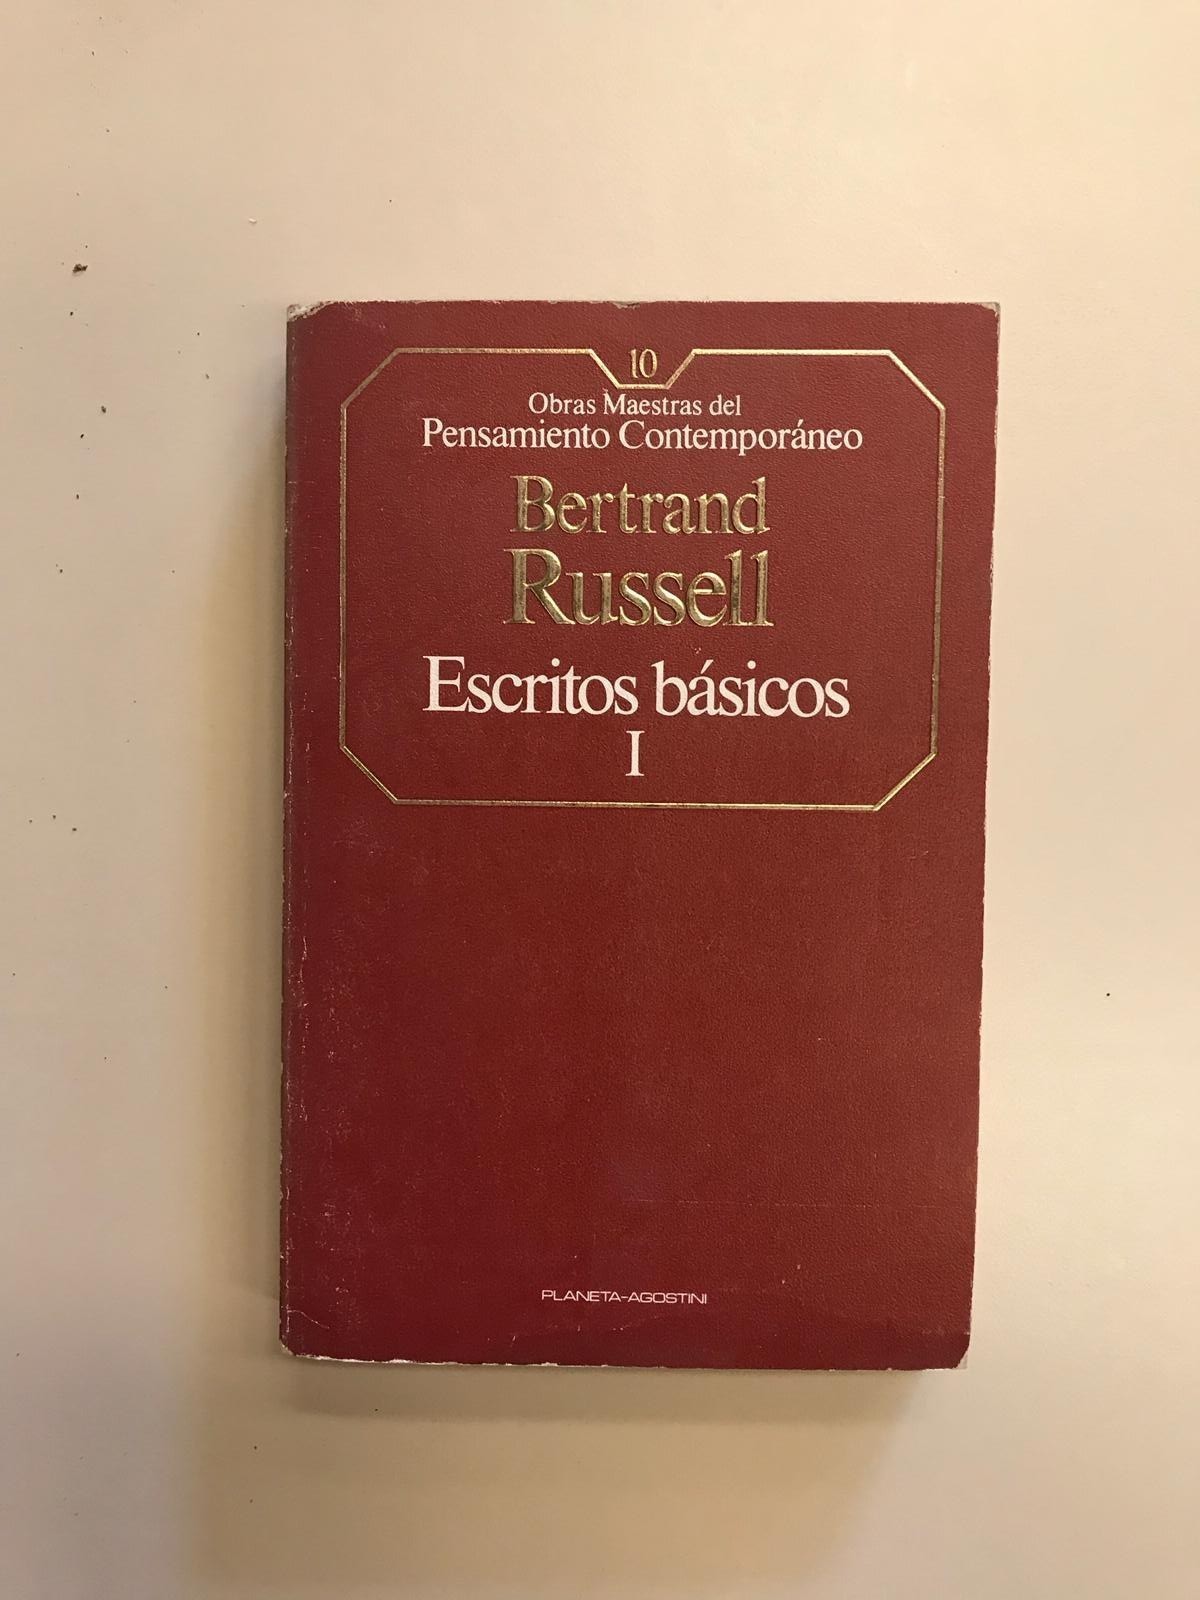 10
Obras Maestras del
Pensamiento Contemporáneo
Bertrand
Russell
Escritos básicos
I
PLANETA-AGOSTINI